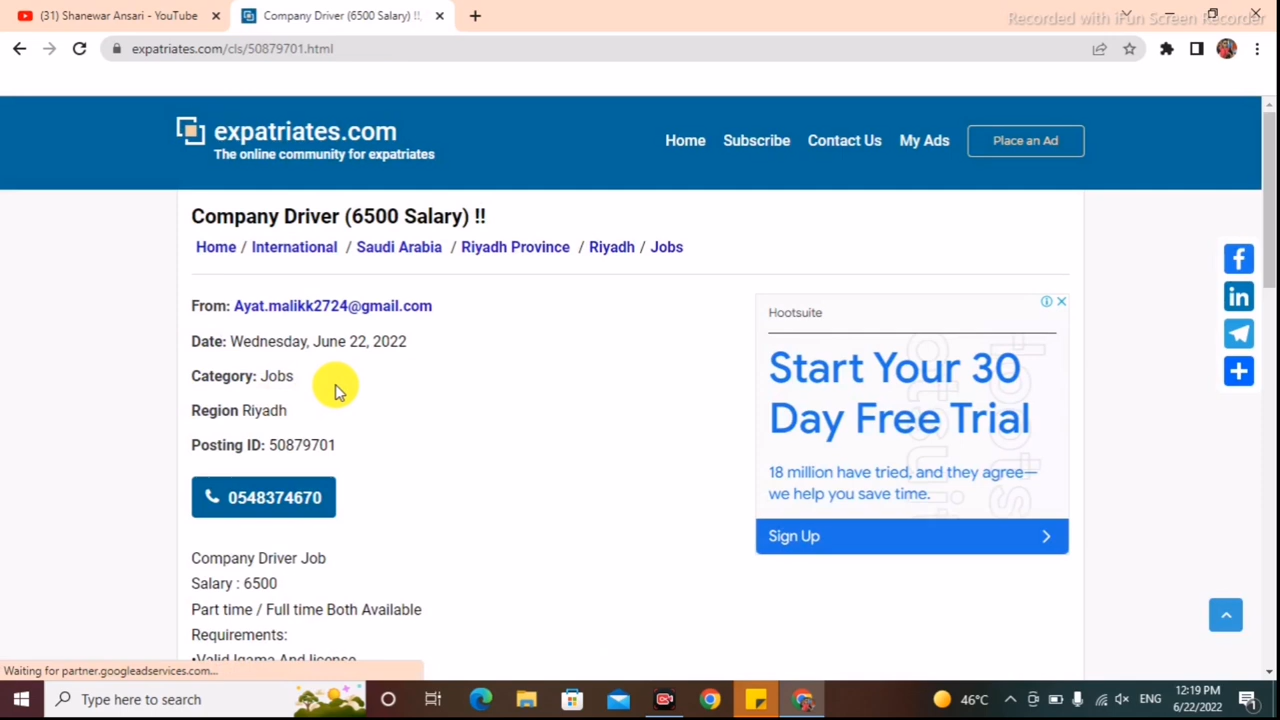 (31) Shanewar Ansari - YouTube
Company Driver (6500 Salary) !!,
Recorded with iFun Screen Recorder
expatriates.com/cls/50879701.html
expatriates.com
The online community for expatriates
Home Subscribe Contact Us My Ads Place an Ad
Company Driver (6500 Salary) !!
Home / International / Saudi Arabia / Riyadh Province / Riyadh / Jobs
From: Ayat.malikk2724@gmail.com
Date: Wednesday, June 22, 2022
Category: Jobs
Region Riyadh
Posting ID: 50879701
0548374670
Company Driver Job
Salary : 6500
Part time / Full time Both Available
Requirements:
•Valid Iqama And license
Hootsuite
Start Your 30
Day Free Trial
18 million have tried, and they agree—
we help you save time.
Sign Up
Waiting for partner.googleadservices.com...
Type here to search
46°C
ENG
12:19 PM
6/22/2022